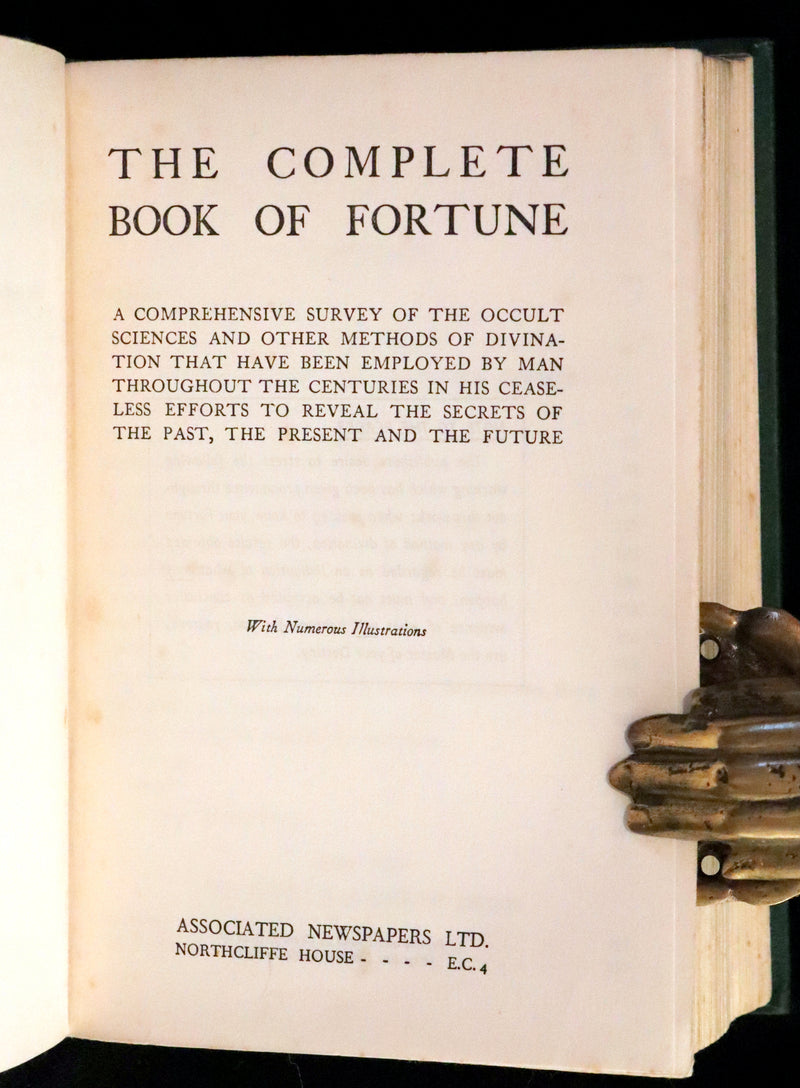 THE COMPLETE
BOOK OF FORTUNE
A COMPREHENSIVE SURVEY OF THE OCCULT
SCIENCES AND OTHER METHODS OF DIVINA-
TION THAT HAVE BEEN EMPLOYED BY MAN
THROUGHOUT THE CENTURIES IN HIS CEASE-
LESS EFFORTS TO REVEAL THE SECRETS OF
THE PAST, THE PRESENT AND THE FUTURE
With Numerous Illustrations
ASSOCIATED NEWSPAPERS LTD.
NORTHCLIFFE HOUSE - - - - E.C.4